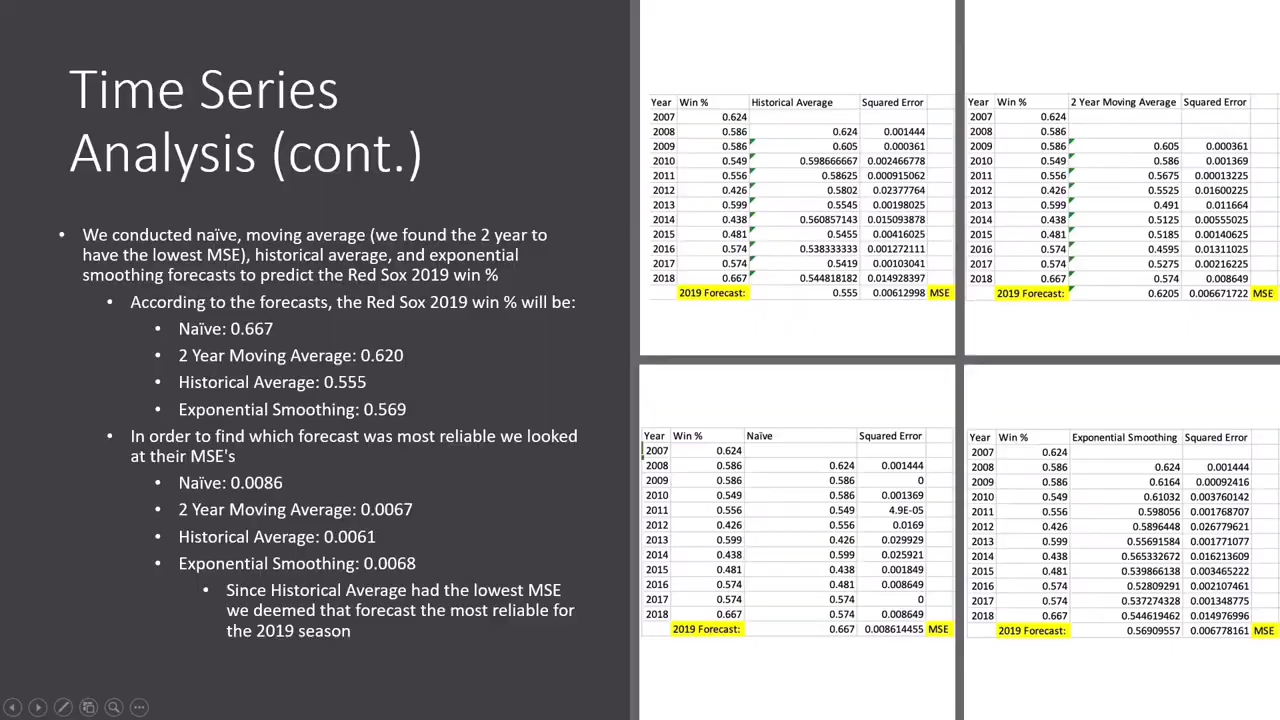 Time Series
Analysis (cont.)
• We conducted naïve, moving average (we found the 2 year to
have the lowest MSE), historical average, and exponential
smoothing forecasts to predict the Red Sox 2019 win %
• According to the forecasts, the Red Sox 2019 win % will be:
• Naïve: 0.667
• 2 Year Moving Average: 0.620
• Historical Average: 0.555
• Exponential Smoothing: 0.569
• In order to find which forecast was most reliable we looked
at their MSE's
• Naïve: 0.0086
• 2 Year Moving Average: 0.0067
• Historical Average: 0.0061
• Exponential Smoothing: 0.0068
• Since Historical Average had the lowest MSE
we deemed that forecast the most reliable for
the 2019 season
Year Win % Historical Average Squared Error
2007 0.624
2008 0.586 0.624 0.001444
2009 0.586 0.605 0.000361
2010 0.549 0.598666667 0.002466778
2011 0.556 0.58625 0.000915062
2012 0.426 0.5802 0.02377764
2013 0.599 0.5545 0.00198025
2014 0.438 0.560857143 0.015093878
2015 0.481 0.5455 0.00416025
2016 0.574 0.538333333 0.001272111
2017 0.574 0.5419 0.00103041
2018 0.667 0.544818182 0.014928397
2019 Forecast: 0.555 0.00612998 MSE
Year Win % 2 Year Moving Average Squared Error
2007 0.624
2008 0.586
2009 0.586 0.605 0.000361
2010 0.549 0.586 0.001369
2011 0.556 0.5675 0.00013225
2012 0.426 0.5525 0.01600225
2013 0.599 0.491 0.011664
2014 0.438 0.5125 0.00555025
2015 0.481 0.5185 0.00140625
2016 0.574 0.4595 0.01311025
2017 0.574 0.5275 0.00216225
2018 0.667 0.574 0.008649
2019 Forecast: 0.6205 0.006671722 MSE
Year Win % Naïve Squared Error
2007 0.624
2008 0.586 0.624 0.001444
2009 0.586 0.586 0
2010 0.549 0.586 0.001369
2011 0.556 0.549 4.9E-05
2012 0.426 0.556 0.0169
2013 0.599 0.426 0.029929
2014 0.438 0.599 0.025921
2015 0.481 0.438 0.001849
2016 0.574 0.481 0.008649
2017 0.574 0.574 0
2018 0.667 0.574 0.008649
2019 Forecast: 0.667 0.008614455 MSE
Year Win % Exponential Smoothing Squared Error
2007 0.624
2008 0.586 0.624 0.001444
2009 0.586 0.6164 0.00092416
2010 0.549 0.61032 0.003760142
2011 0.556 0.598056 0.001768707
2012 0.426 0.5896448 0.026779621
2013 0.599 0.55691584 0.001771077
2014 0.438 0.565332672 0.016213609
2015 0.481 0.539866138 0.003465222
2016 0.574 0.52809291 0.002107461
2017 0.574 0.537274328 0.001348775
2018 0.667 0.544619462 0.014976996
2019 Forecast: 0.56909557 0.006778161 MSE